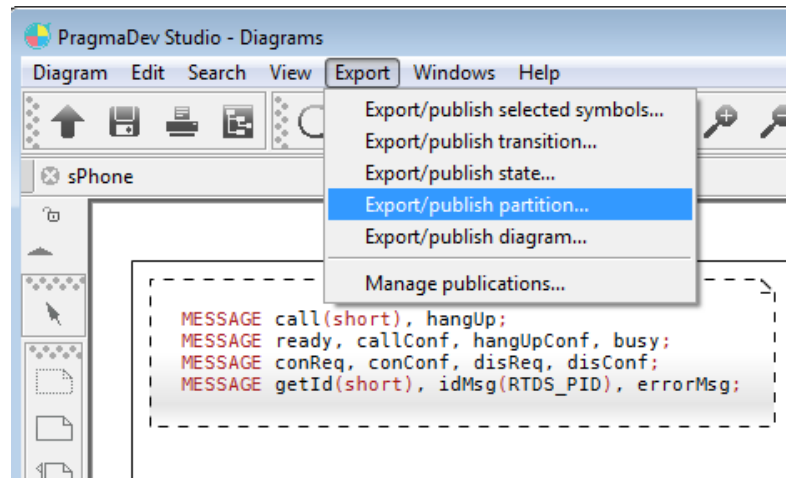 PragmaDev Studio - Diagrams
Diagram Edit Search View Export Windows Help
Export/publish selected symbols...
Export/publish transition...
Export/publish state...
Export/publish partition...
Export/publish diagram...
Manage publications...
sPhone
MESSAGE call(short), hangUp;
MESSAGE ready, callConf, hangUpConf, busy;
MESSAGE conReq, conConf, disReq, disConf;
MESSAGE getId(short), idMsg(RTDS_PID), errorMsg;